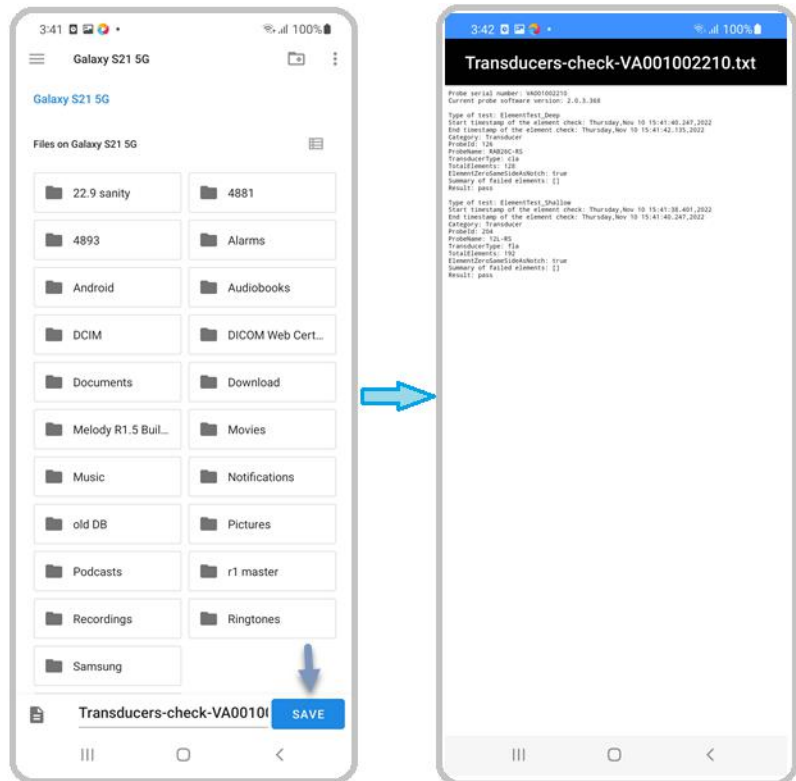 3:41
100%
Galaxy S21 5G
Galaxy S21 5G
Files on Galaxy S21 5G
22.9 sanity
4881
4893
Alarms
Android
Audiobooks
DCIM
DICOM Web Cert...
Documents
Download
Melody R1.5 Buil...
Movies
Music
Notifications
old DB
Pictures
Podcasts
r1 master
Recordings
Ringtones
Samsung
Transducers-check-VA0010
SAVE
3:42
100%
Transducers-check-VA001002210.txt
Probe serial number: VA001002210
Current probe software version: 2.0.3.368
Type of test: ElementTest_Deep
Start timestamp of the element check: Thursday,Nov 10 15:41:40.247,2022
End timestamp of the element check: Thursday,Nov 10 15:41:42.135,2022
Category: Transducer
ProbeId: 126
ProbeName: RAB26C-RS
TransducerType: cla
TotalElements: 128
ElementZeroSameSideAsNotch: true
Summary of failed elements: []
Result: pass
Type of test: ElementTest_Shallow
Start timestamp of the element check: Thursday,Nov 10 15:41:38.401,2022
End timestamp of the element check: Thursday,Nov 10 15:41:40.247,2022
Category: Transducer
ProbeId: 204
ProbeName: 12L-RS
TransducerType: fla
TotalElements: 192
ElementZeroSameSideAsNotch: true
Summary of failed elements: []
Result: pass